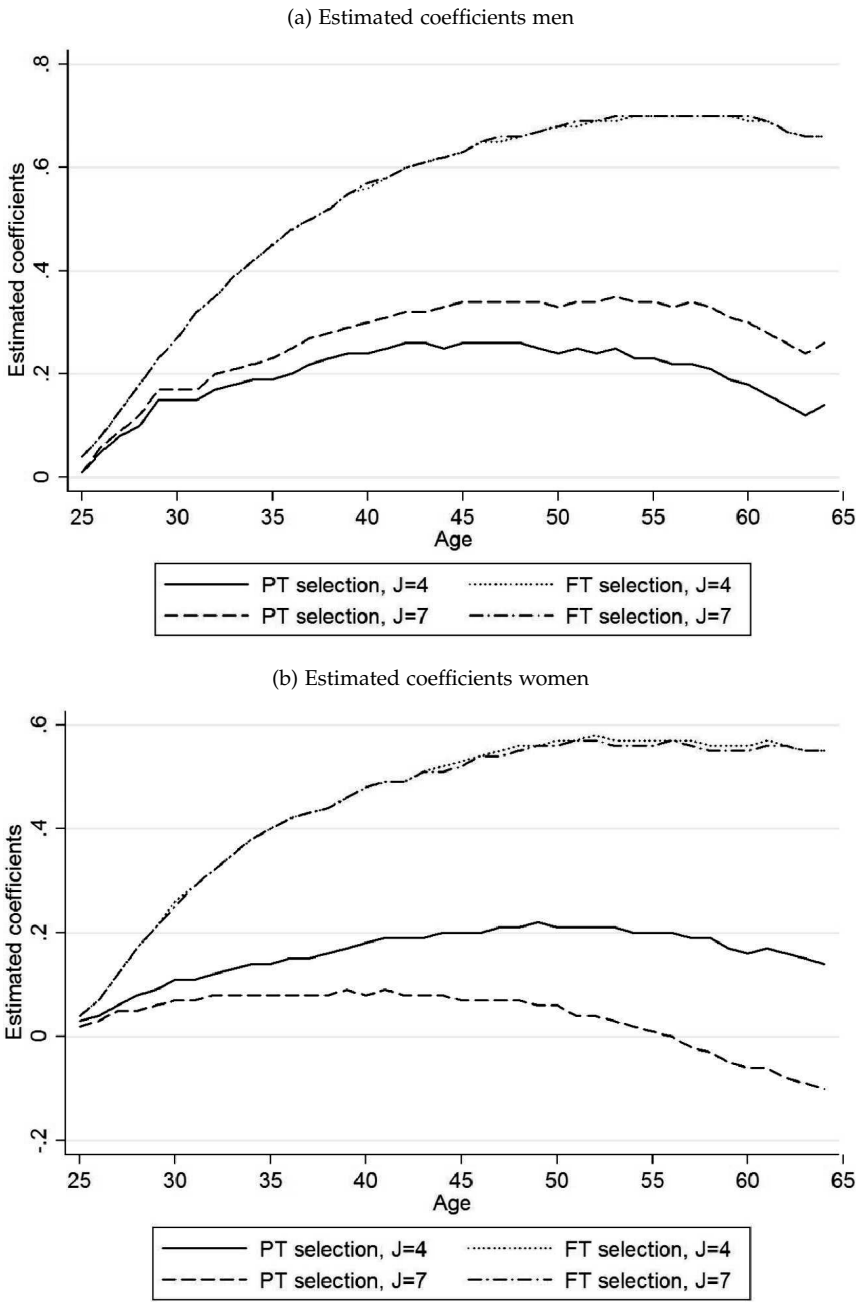 (a) Estimated coefficients men
.8
.6
.4
.2
0
Estimated coefficients
25 30 35 40 45 50 55 60 65
Age
PT selection, J=4 FT selection, J=4
PT selection, J=7 FT selection, J=7
(b) Estimated coefficients women
.6
.4
.2
0
-.2
Estimated coefficients
25 30 35 40 45 50 55 60 65
Age
PT selection, J=4 FT selection, J=4
PT selection, J=7 FT selection, J=7